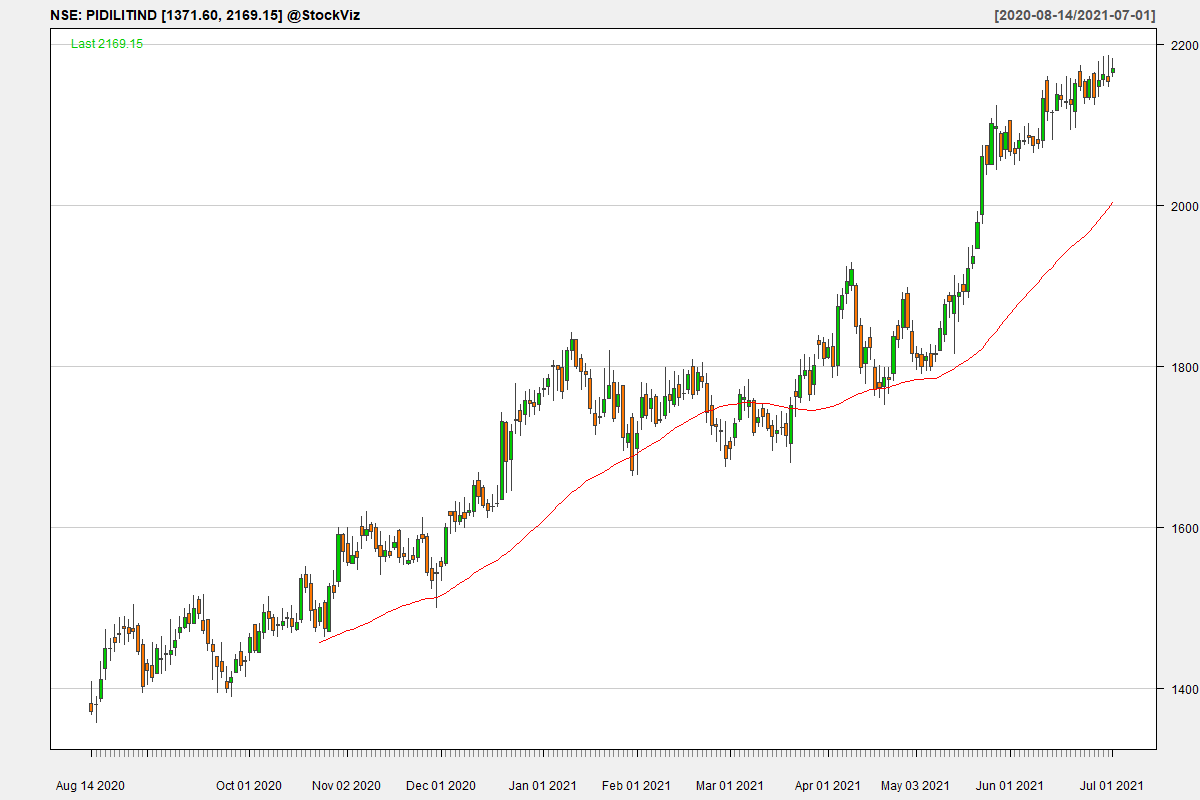 NSE: PIDILITIND [1371.60, 2169.15] @StockViz [2020-08-14/2021-07-01]
Last 2169.15
2200
2000
1800
1600
1400
Aug 14 2020 Oct 01 2020 Nov 02 2020 Dec 01 2020 Jan 01 2021 Feb 01 2021 Mar 01 2021 Apr 01 2021 May 03 2021 Jun 01 2021 Jul 01 2021